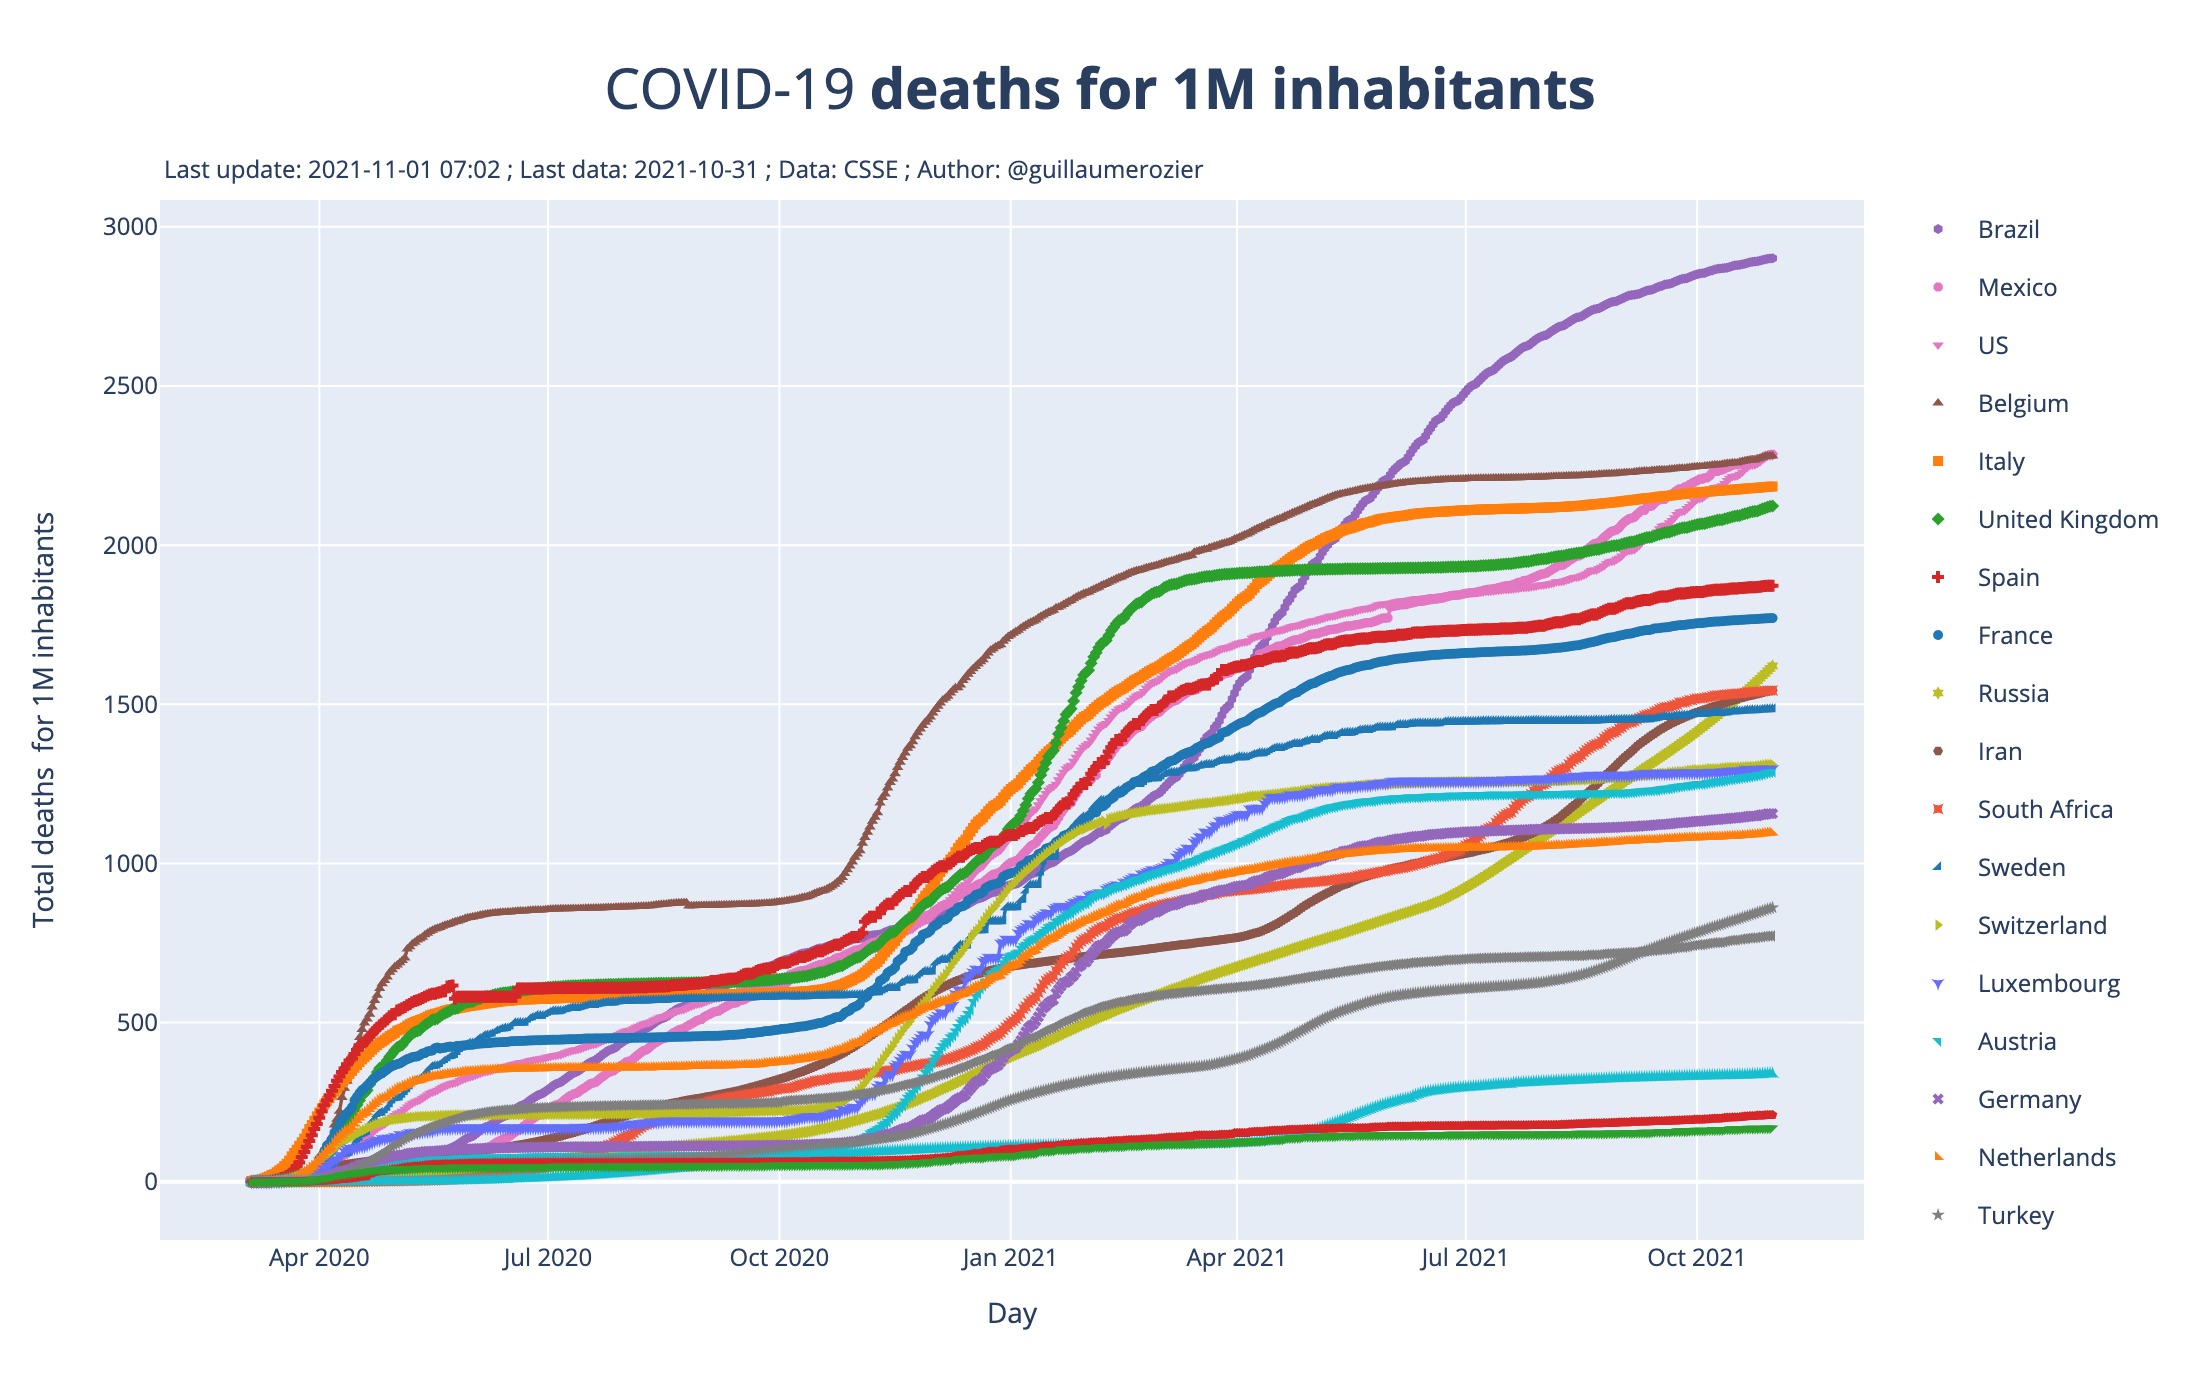 COVID-19 deaths for 1M inhabitants
Last update: 2021-11-01 07:02 ; Last data: 2021-10-31 ; Data: CSSE ; Author: @guillaumerozier
Total deaths for 1M inhabitants
3000
2500
2000
1500
1000
500
0
Apr 2020
Jul 2020
Oct 2020
Jan 2021
Apr 2021
Jul 2021
Oct 2021
Day
Brazil
Mexico
US
Belgium
Italy
United Kingdom
Spain
France
Russia
Iran
South Africa
Sweden
Switzerland
Luxembourg
Austria
Germany
Netherlands
Turkey